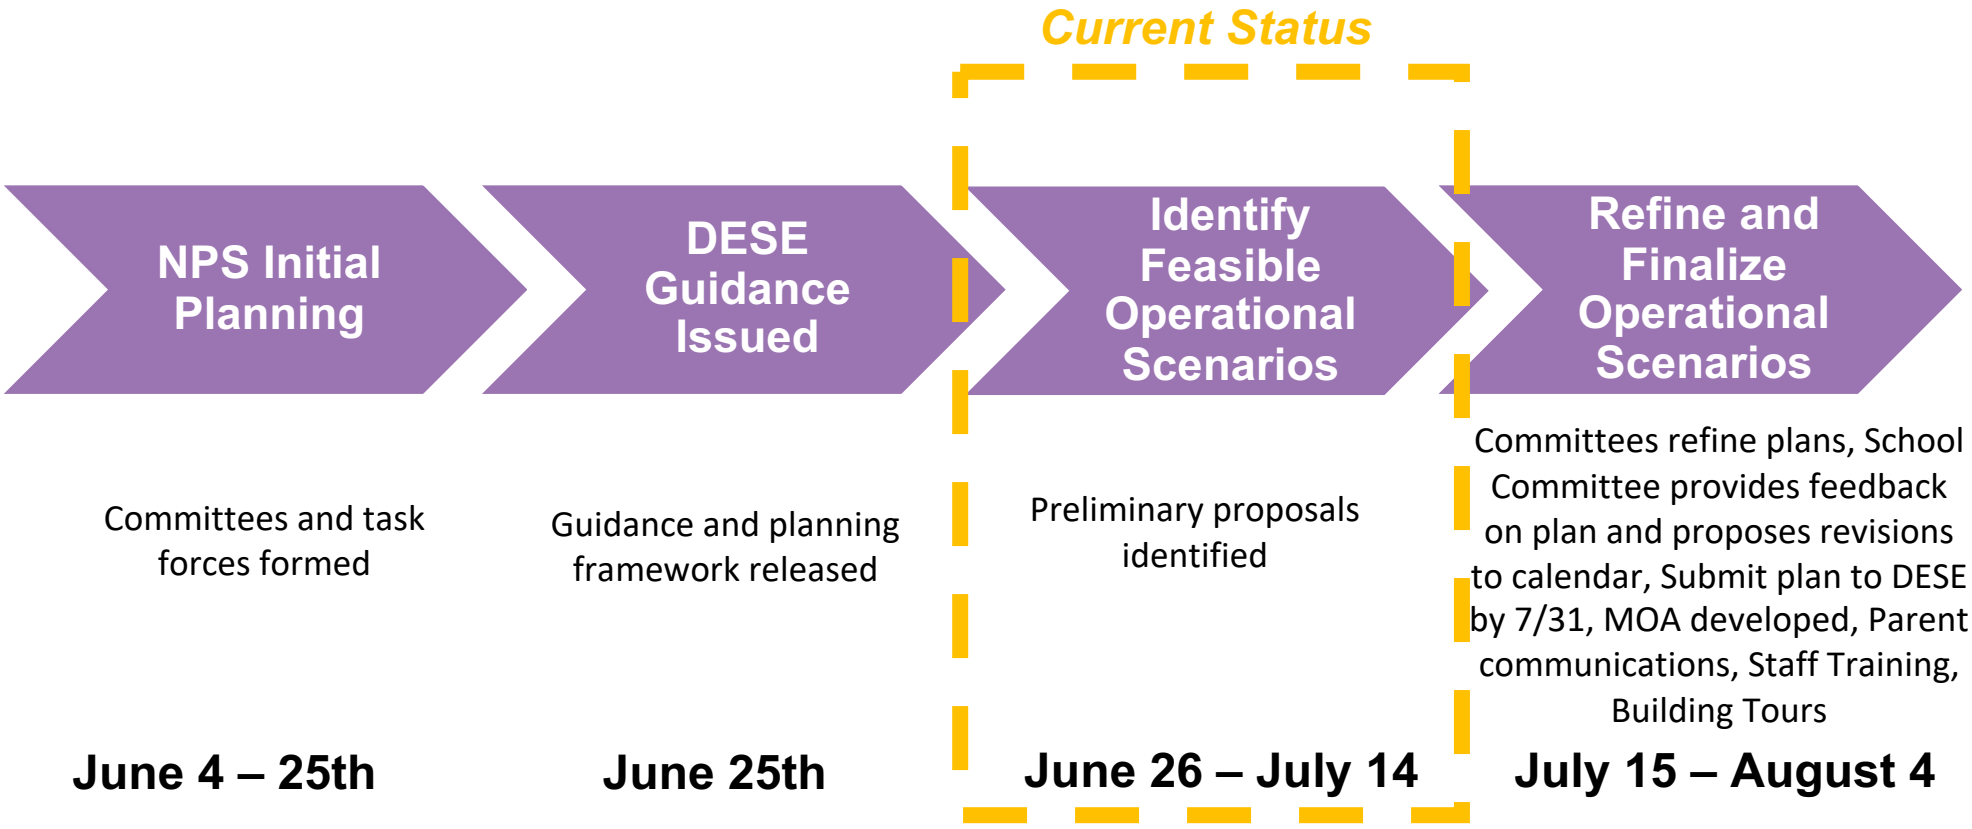 Current Status
NPS Initial
Planning
DESE
Guidance
Issued
Identify
Feasible
Operational
Scenarios
Refine and
Finalize
Operational
Scenarios
Committees and task
forces formed
Guidance and planning
framework released
Preliminary proposals
identified
Committees refine plans, School
Committee provides feedback
on plan and proposes revisions
to calendar, Submit plan to DESE
by 7/31, MOA developed, Parent
communications, Staff Training,
Building Tours
June 4 – 25th
June 25th
June 26 – July 14
July 15 – August 4